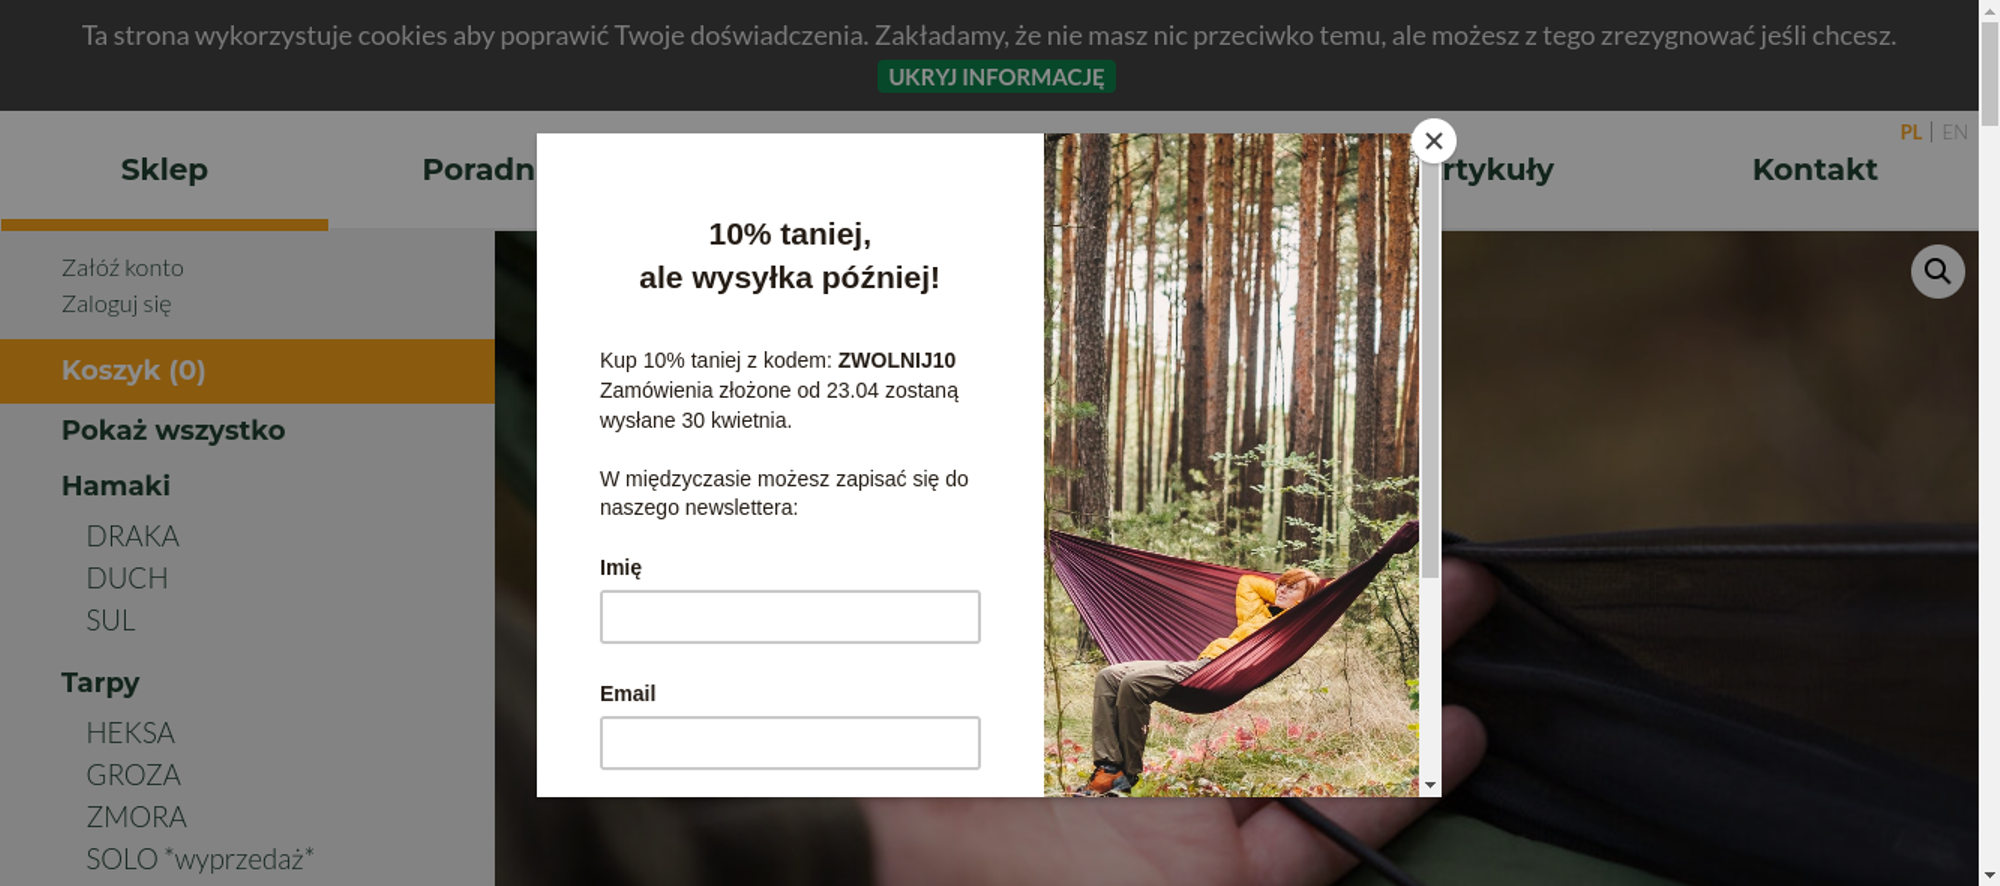 Ta strona wykorzystuje cookies aby poprawić Twoje doświadczenia. Zakładamy, że nie masz nic przeciwko temu, ale możesz z tego zrezygnować jeśli chcesz.
UKRYJ INFORMACJĘ
PL | EN
Sklep
Poradn
rtykuły
Kontakt
Załóż konto
Zaloguj się
Koszyk (0)
Pokaż wszystko
Hamaki
DRAKA
DUCH
SUL
Tarpy
HEKSA
GROZA
ZMORA
SOLO *wyprzedaż*
10% taniej,
ale wysyłka później!
Kup 10% taniej z kodem: ZWOLNIJ10
Zamówienia złożone od 23.04 zostaną
wysłane 30 kwietnia.
W międzyczasie możesz zapisać się do
naszego newslettera:
Imię
Email